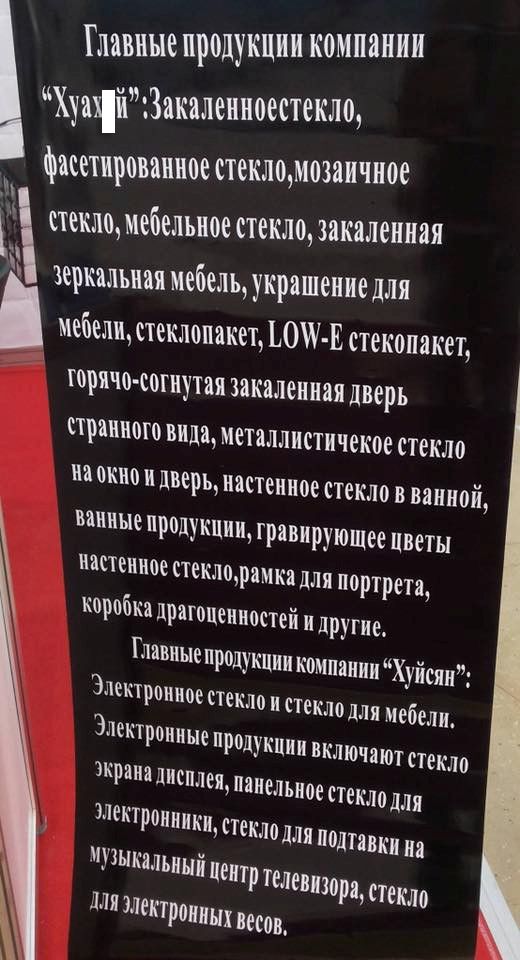 Главные продукции компании
:Закаленноестекло,
фасетированное стекло,мозаичное
стекло, мебельное стекло, закаленная
зеркальная мебель, украшение для
мебели, стеклопакет, LOW-E стекопакет,
горячо-согнутая закаленная дверь
странного вида, металлистичекое стекло
на окно и дверь, настенное стекло в ванной,
ванные продукции, гравирующее цветы
настенное стекло,рамка для портрета,
коробка драгоценностей и другие.
Главные продукции компании “Хуйсян”:
Электронное стекло и стекло для мебели.
Электронные продукции включают стекло
экрана дисплея, панельное стекло для
электронники, стекло для подтавки на
музыкальный центр телевизора, стекло
для электронных весов.